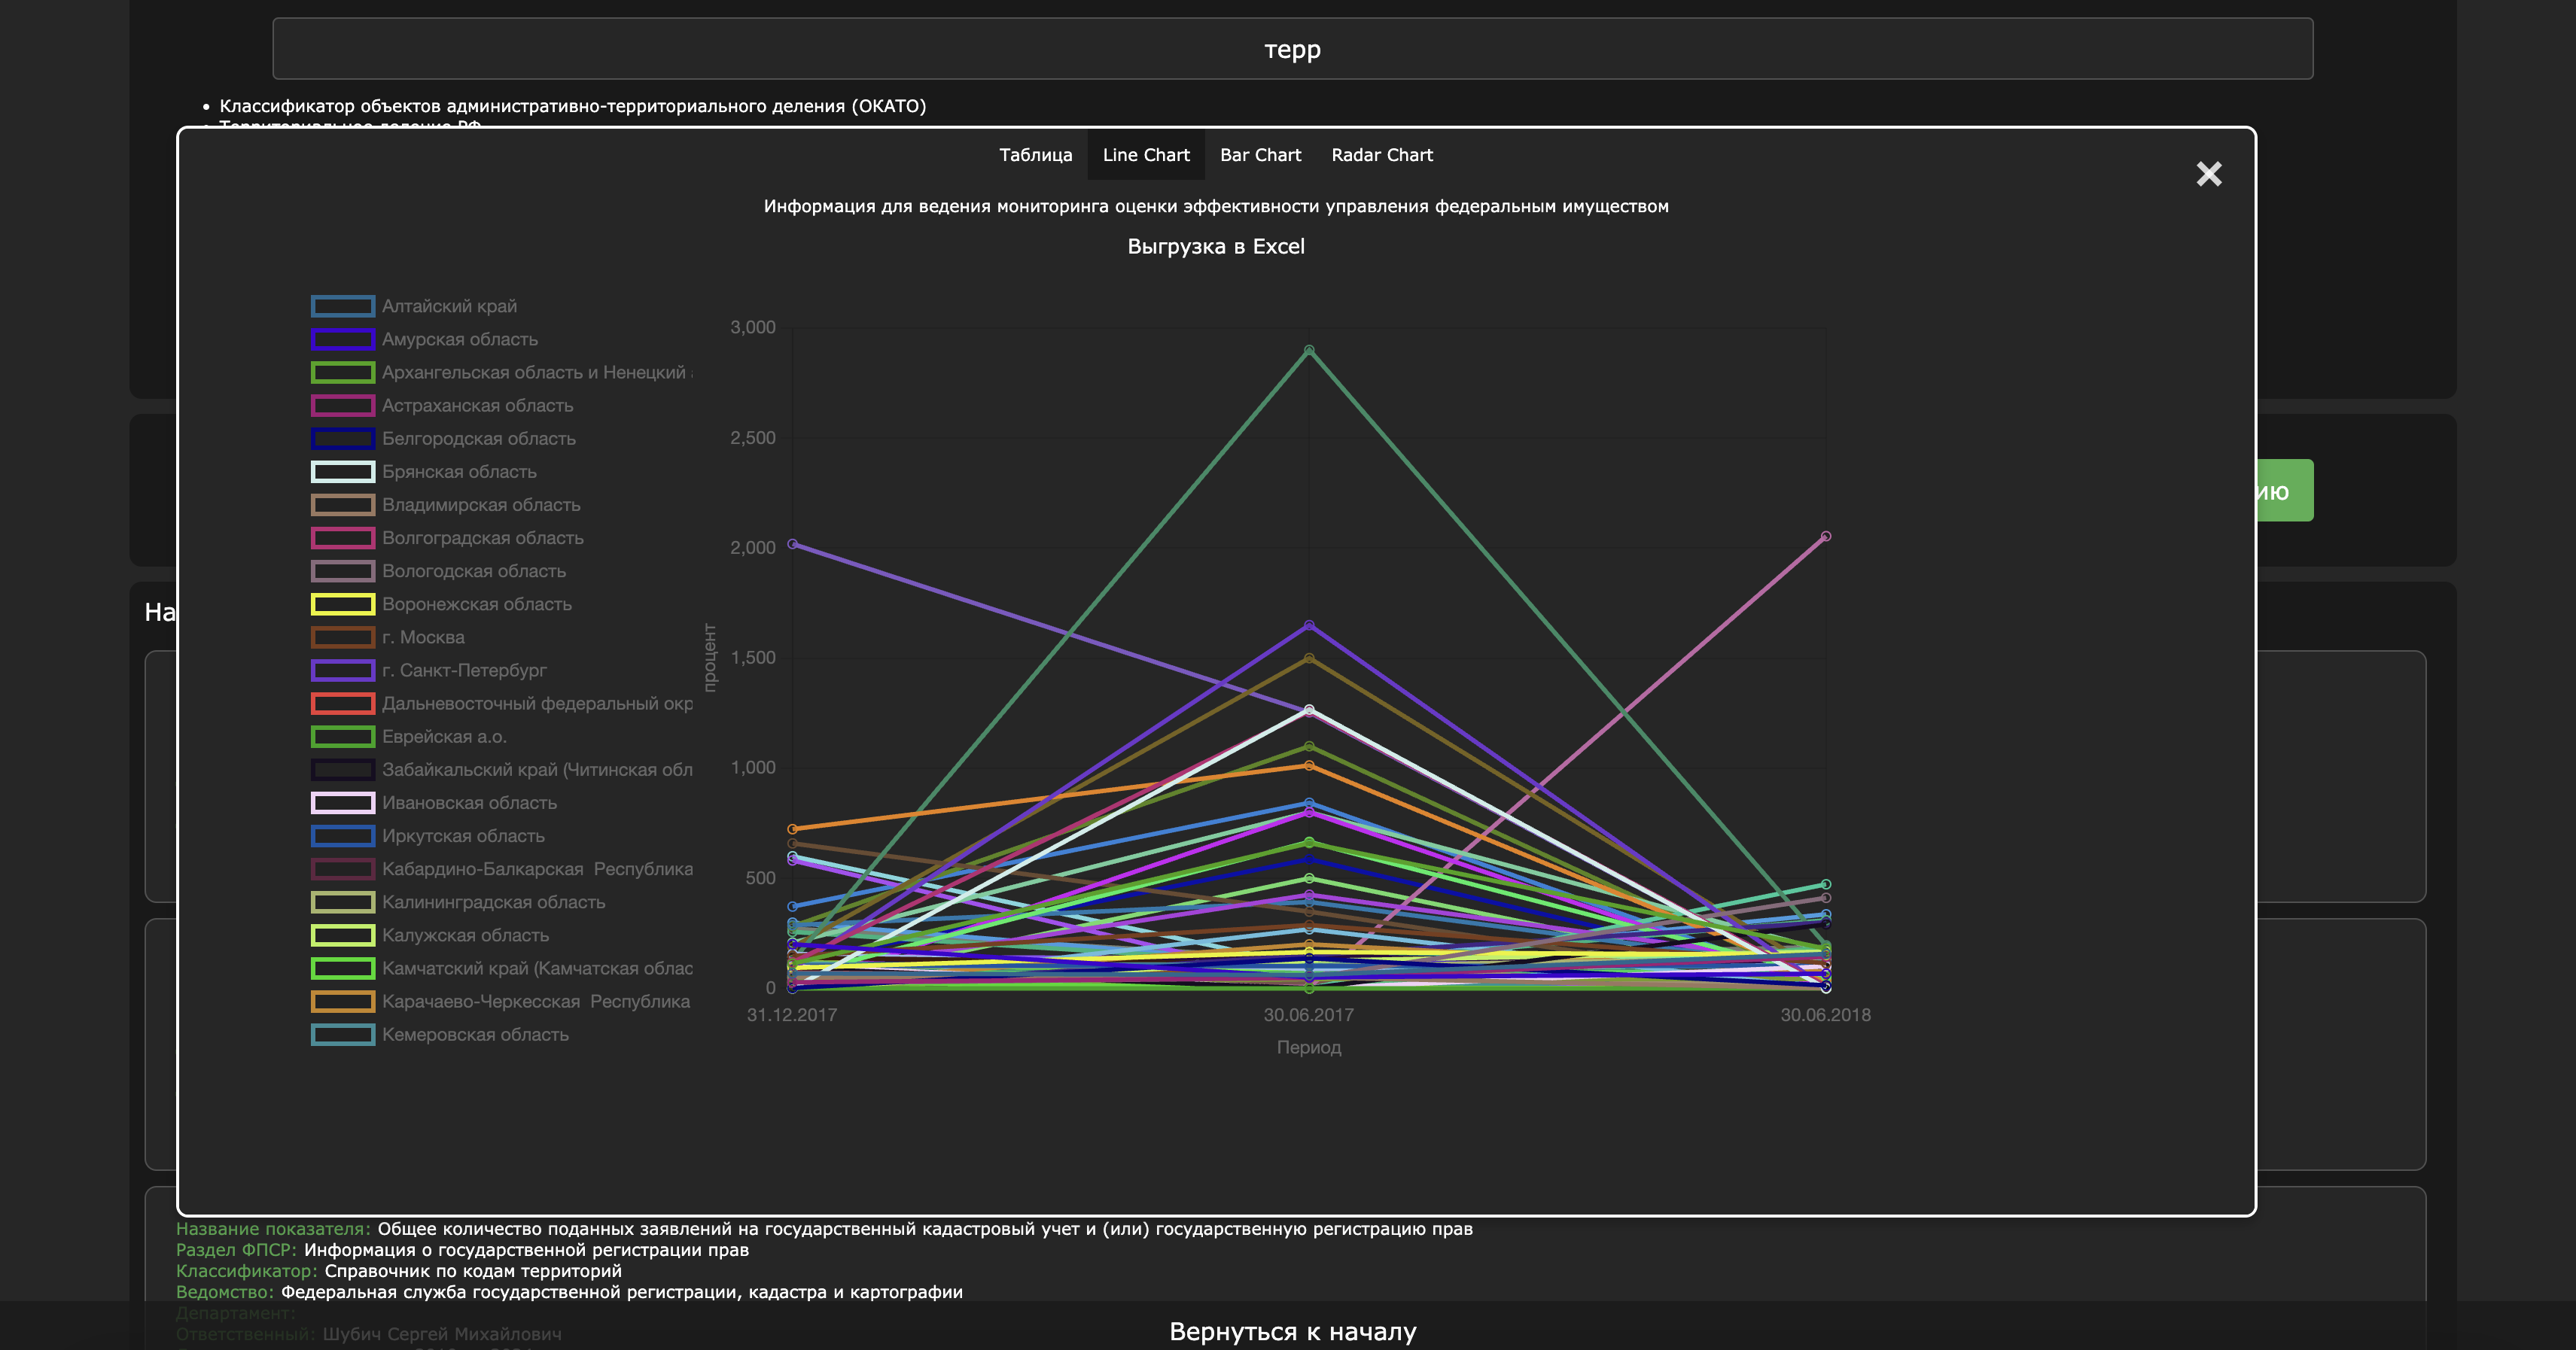 терр
Классификатор объектов административно-территориального деления (ОКАТО)
Территориальное деление РФ
Таблица Line Chart Bar Chart Radar Chart
Информация для ведения мониторинга оценки эффективности управления федеральным имуществом
Выгрузка в Excel
Алтайский край
Амурская область
Архангельская область и Ненецкий
Астраханская область
Белгородская область
Брянская область
Владимирская область
Волгоградская область
Вологодская область
Воронежская область
г. Москва
г. Санкт-Петербург
Дальневосточный федеральный окр
Еврейская а.о.
Забайкальский край (Читинская обл
Ивановская область
Иркутская область
Кабардино-Балкарская Республика
Калининградская область
Калужская область
Камчатский край (Камчатская облас
Карачаево-Черкесская Республика
Кемеровская область
процент
3,000
2,500
2,000
1,500
1,000
500
0
31.12.2017 30.06.2017 30.06.2018
Период
На
ию
Название показателя: Общее количество поданных заявлений на государственный кадастровый учет и (или) государственную регистрацию прав
Раздел ФПСР: Информация о государственной регистрации прав
Классификатор: Справочник по кодам территорий
Ведомство: Федеральная служба государственной регистрации, кадастра и картографии
Департамент:
Ответственный: Шубич Сергей Михайлович
Вернуться к началу